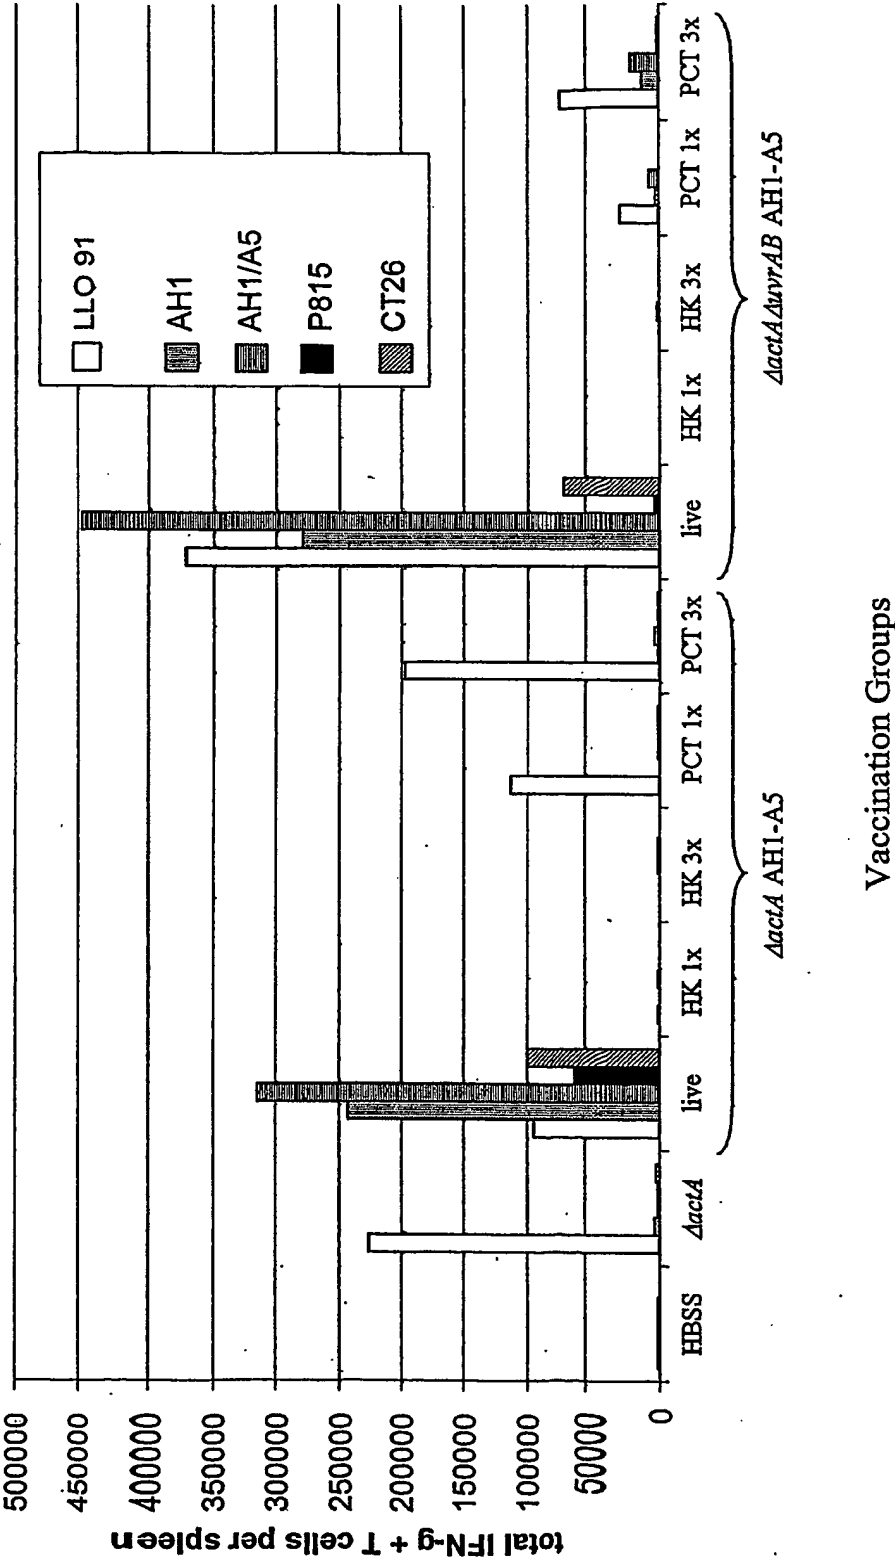 total IFN-g + T cells per spleen
500000
450000
400000
350000
300000
250000
200000
150000
100000
50000
0
LLO 91
AH1
AH1/A5
P815
CT26
HBSS
ΔactA
live
HK 1x
HK 3x
PCT 1x
PCT 3x
live
HK 1x
HK 3x
PCT 1x
PCT 3x
ΔactA AH1-A5
ΔactAΔuvrAB AH1-A5
Vaccination Groups